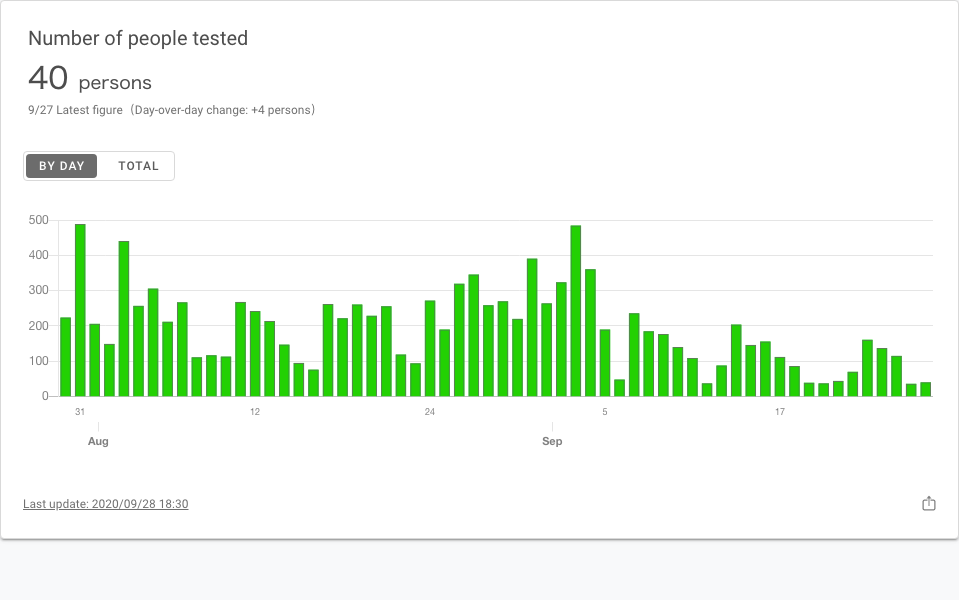 Number of people tested
40 persons
9/27 Latest figure（Day-over-day change: +4 persons）
BY DAY TOTAL
500
400
300
200
100
0
31 12 24 5 17
Aug Sep
Last update: 2020/09/28 18:30